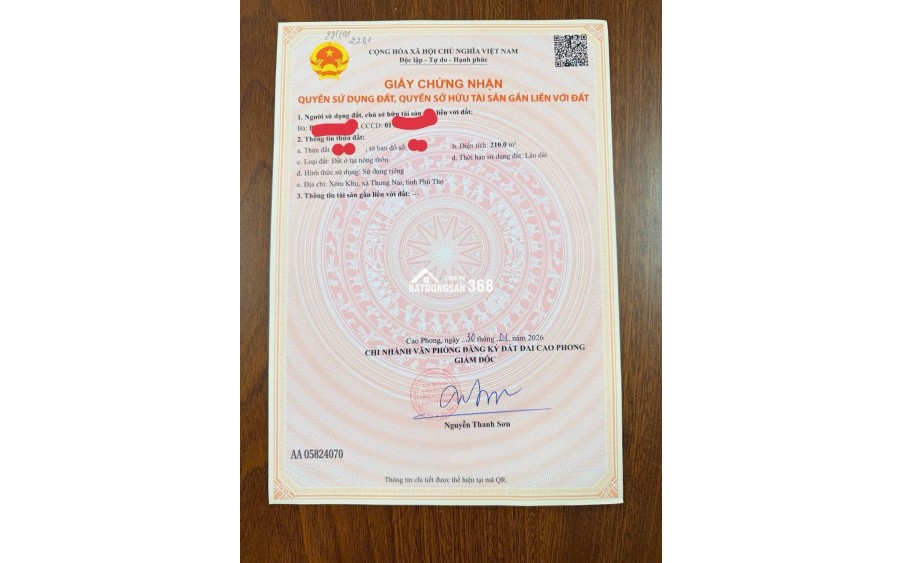 CỘNG HÒA XÃ HỘI CHỦ NGHĨA VIỆT NAM
Độc lập - Tự do - Hạnh phúc
GIẤY CHỨNG NHẬN
QUYỀN SỬ DỤNG ĐẤT, QUYỀN SỞ HỮU TÀI SẢN GẮN LIỀN VỚI ĐẤT
1. Người sử dụng đất, chủ sở hữu tài sản liền với đất:
Bà: CCCD: 01
2. Thông tin thửa đất:
a. Thửa đất ; tờ bản đồ số: b. Diện tích: 210.0 m²
c. Loại đất: Đất ở tại nông thôn d. Thời hạn sử dụng đất: Lâu dài
đ. Hình thức sử dụng: Sử dụng riêng
e. Địa chỉ: Xóm Khụ, xã Thung Nai, tỉnh Phú Thọ
3. Thông tin tài sản gắn liền với đất: -/-
.COM.VN
BATDONGSAN 368
Cao Phong, ngày ..30 tháng .01. năm 2026
CHI NHÁNH VĂN PHÒNG ĐĂNG KÝ ĐẤT ĐAI CAO PHONG
GIÁM ĐỐC
Nguyễn Thanh Sơn
AA 05824070
Thông tin chi tiết được thể hiện tại mã QR.